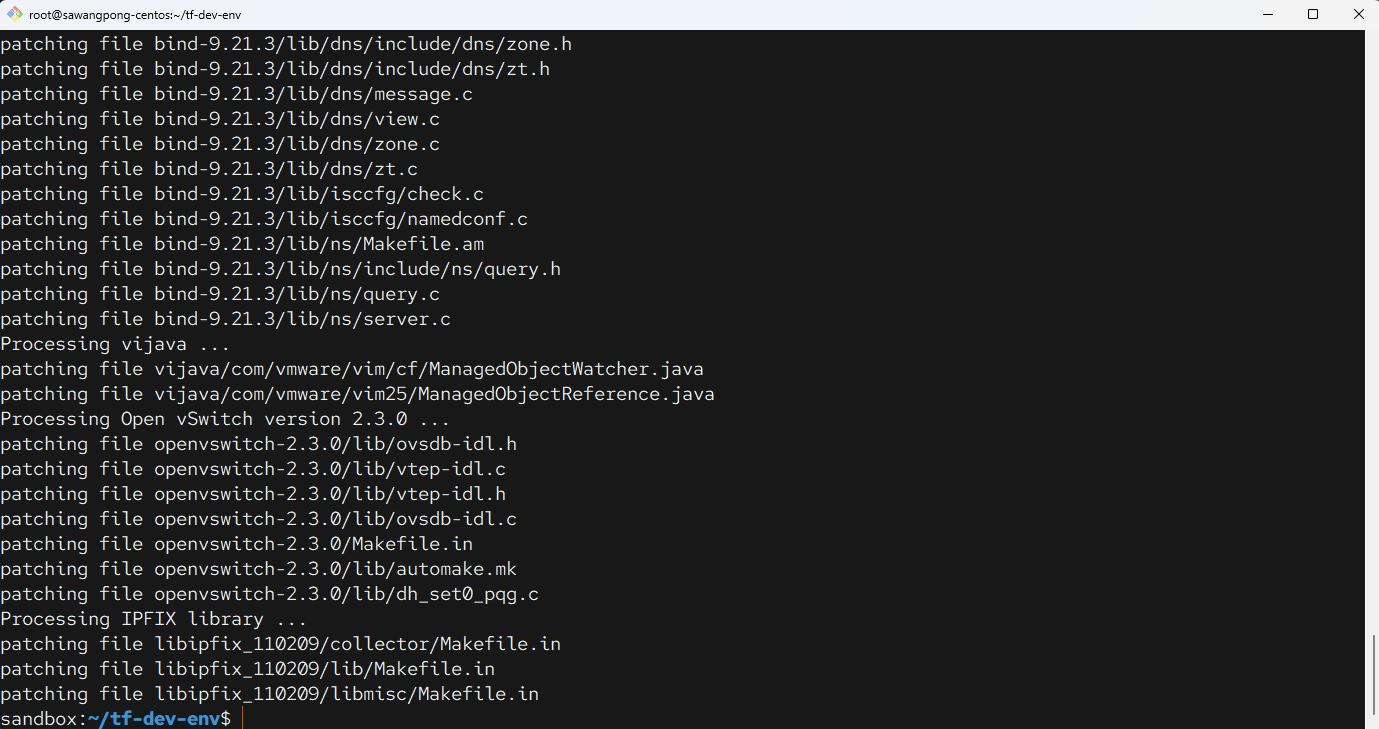 root@sawangpong-centos:~/tf-dev-env
patching file bind-9.21.3/lib/dns/include/dns/zone.h
patching file bind-9.21.3/lib/dns/include/dns/zt.h
patching file bind-9.21.3/lib/dns/message.c
patching file bind-9.21.3/lib/dns/view.c
patching file bind-9.21.3/lib/dns/zone.c
patching file bind-9.21.3/lib/dns/zt.c
patching file bind-9.21.3/lib/isccfg/check.c
patching file bind-9.21.3/lib/isccfg/namedconf.c
patching file bind-9.21.3/lib/ns/Makefile.am
patching file bind-9.21.3/lib/ns/include/ns/query.h
patching file bind-9.21.3/lib/ns/query.c
patching file bind-9.21.3/lib/ns/server.c
Processing vijava ...
patching file vijava/com/vmware/vim/cf/ManagedObjectWatcher.java
patching file vijava/com/vmware/vim25/ManagedObjectReference.java
Processing Open vSwitch version 2.3.0 ...
patching file openvswitch-2.3.0/lib/ovsdb-idl.h
patching file openvswitch-2.3.0/lib/vtep-idl.c
patching file openvswitch-2.3.0/lib/vtep-idl.h
patching file openvswitch-2.3.0/lib/ovsdb-idl.c
patching file openvswitch-2.3.0/Makefile.in
patching file openvswitch-2.3.0/lib/automake.mk
patching file openvswitch-2.3.0/lib/dh_set0_pqg.c
Processing IPFIX library ...
patching file libipfix_110209/collector/Makefile.in
patching file libipfix_110209/lib/Makefile.in
patching file libipfix_110209/libmisc/Makefile.in
sandbox:~/tf-dev-env$